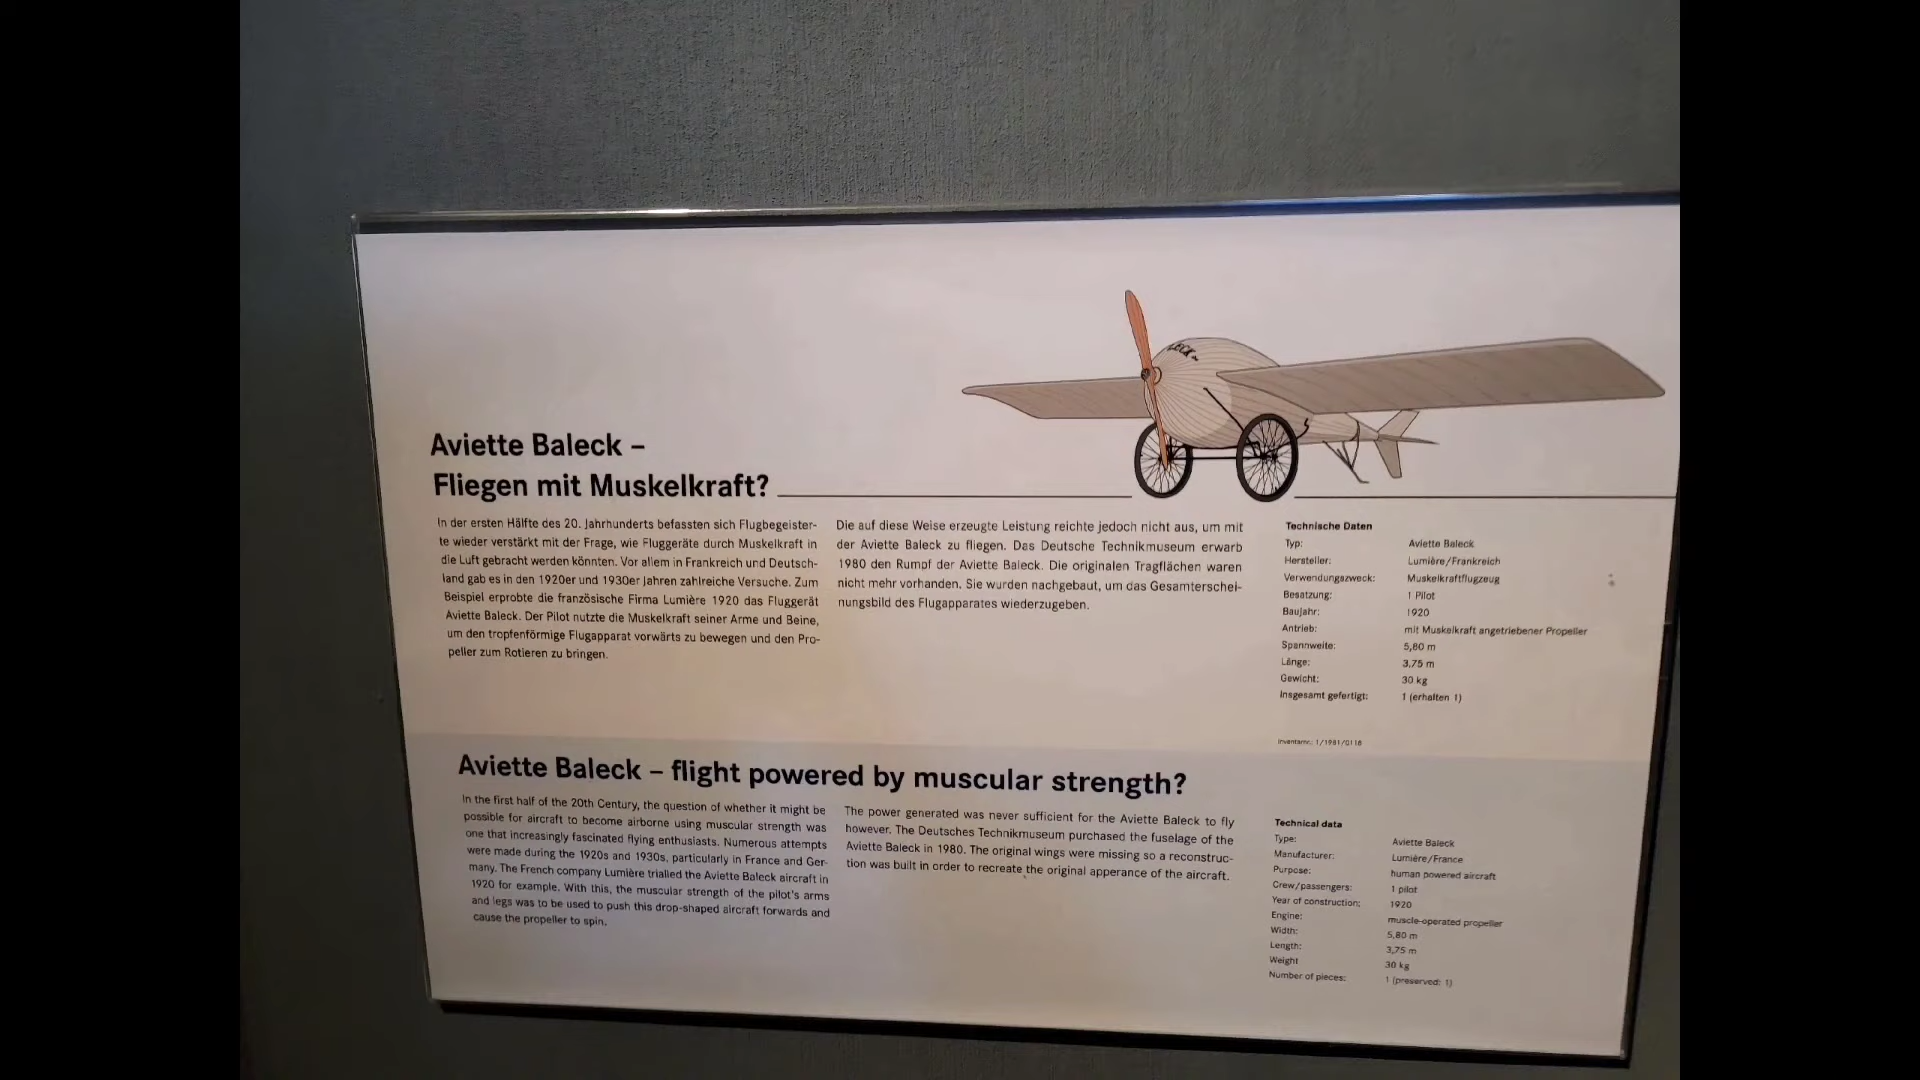 Aviette Baleck –
Fliegen mit Muskelkraft?
In der ersten Hälfte des 20. Jahrhunderts befassten sich Flugbegeister-
te wieder verstärkt mit der Frage, wie Fluggeräte durch Muskelkraft in
die Luft gebracht werden könnten. Vor allem in Frankreich und Deutsch-
land gab es in den 1920er und 1930er Jahren zahlreiche Versuche. Zum
Beispiel erprobte die französische Firma Lumière 1920 das Fluggerät
Aviette Baleck. Der Pilot nutzte die Muskelkraft seiner Arme und Beine,
um den tropfenförmige Flugapparat vorwärts zu bewegen und den Pro-
peller zum Rotieren zu bringen.
Die auf diese Weise erzeugte Leistung reichte jedoch nicht aus, um mit
der Aviette Baleck zu fliegen. Das Deutsche Technikmuseum erwarb
1980 den Rumpf der Aviette Baleck. Die originalen Tragflächen waren
nicht mehr vorhanden. Sie wurden nachgebaut, um das Gesamterschei-
nungsbild des Flugapparates wiederzugeben.
Technische Daten
Typ: Aviette Baleck
Hersteller: Lumière/Frankreich
Verwendungszweck: Muskelkraftflugzeug
Besatzung: 1 Pilot
Baujahr: 1920
Antrieb: mit Muskelkraft angetriebener Propeller
Spannweite: 5,80 m
Länge: 3,75 m
Gewicht: 30 kg
Insgesamt gefertigt: 1 (erhalten 1)
Inventarnr.: 1/1981/0118
Aviette Baleck – flight powered by muscular strength?
In the first half of the 20th Century, the question of whether it might be
possible for aircraft to become airborne using muscular strength was
one that increasingly fascinated flying enthusiasts. Numerous attempts
were made during the 1920s and 1930s, particularly in France and Ger-
many. The French company Lumière trialled the Aviette Baleck aircraft in
1920 for example. With this, the muscular strength of the pilot's arms
and legs was to be used to push this drop-shaped aircraft forwards and
cause the propeller to spin.
The power generated was never sufficient for the Aviette Baleck to fly
however. The Deutsches Technikmuseum purchased the fuselage of the
Aviette Baleck in 1980. The original wings were missing so a reconstruc-
tion was built in order to recreate the original apperance of the aircraft.
Technical data
Type: Aviette Baleck
Manufacturer: Lumière/France
Purpose: human powered aircraft
Crew/passengers: 1 pilot
Year of construction: 1920
Engine: muscle-operated propeller
Width: 5,80 m
Length: 3,75 m
Weight 30 kg
Number of pieces: 1 (preserved: 1)